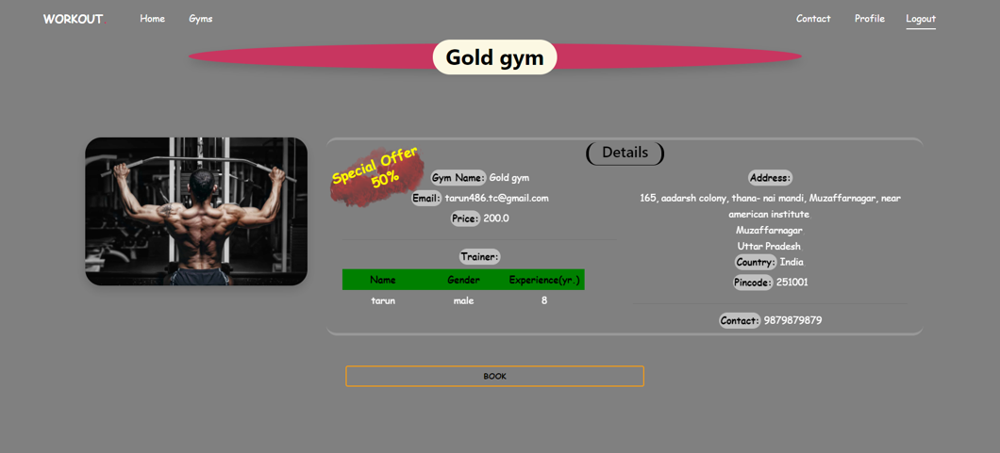 WORKOUT Home Gyms Contact Profile Logout
Gold gym
Details
Special Offer
50%
Gym Name: Gold gym
Email: tarun486.tc@gmail.com
Price: 200.0
Trainer:
Name Gender Experience(yr.)
tarun male 8
Address:
165, aadarsh colony, thana- nai mandi, Muzaffarnagar, near
american institute
Muzaffarnagar
Uttar Pradesh
Country: India
Pincode: 251001
Contact: 9879879879
BOOK